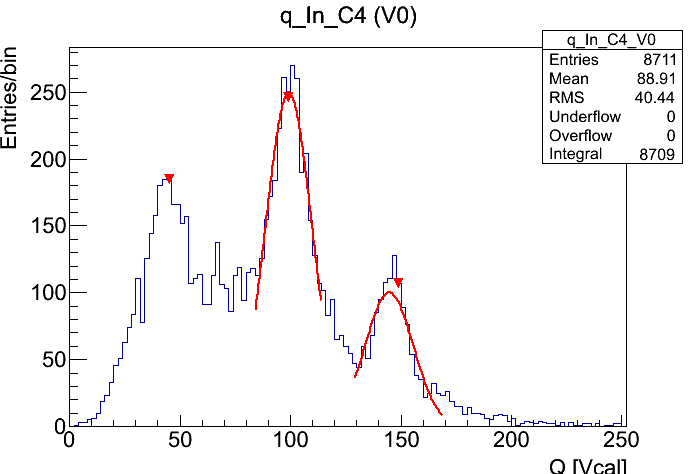 q_In_C4 (V0)
q_In_C4_V0
Entries 8711
Mean 88.91
RMS 40.44
Underflow 0
Overflow 0
Integral 8709
Entries/bin
250
200
150
100
50
0
0 50 100 150 200 250
Q [Vcal]